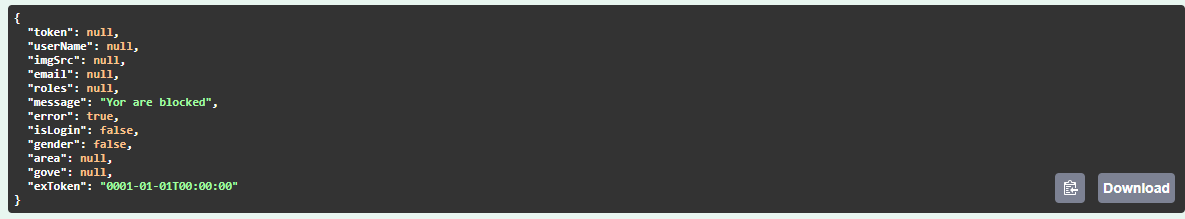 {
  "token": null,
  "userName": null,
  "imgSrc": null,
  "email": null,
  "roles": null,
  "message": "Yor are blocked",
  "error": true,
  "isLogin": false,
  "gender": false,
  "area": null,
  "gove": null,
  "exToken": "0001-01-01T00:00:00"
}
Download